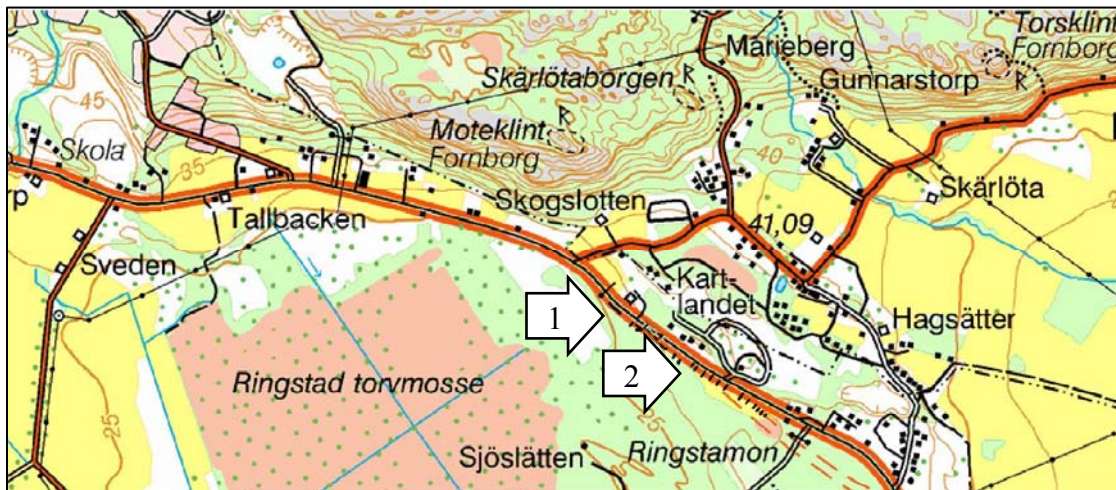 Torsklint
Fornborg
Marieberg
Gunnarstorp
Skärlötaborgen
R
R
R
45
Moteklint
Fornborg
Skola
35
40
Skärlöta
rp
Skogslotten
Tallbacken
41,09
Sveden
Kart-
landet
1
Hagsätter
2
Ringstad torvmosse
25
25
Sjöslätten
Ringstamon